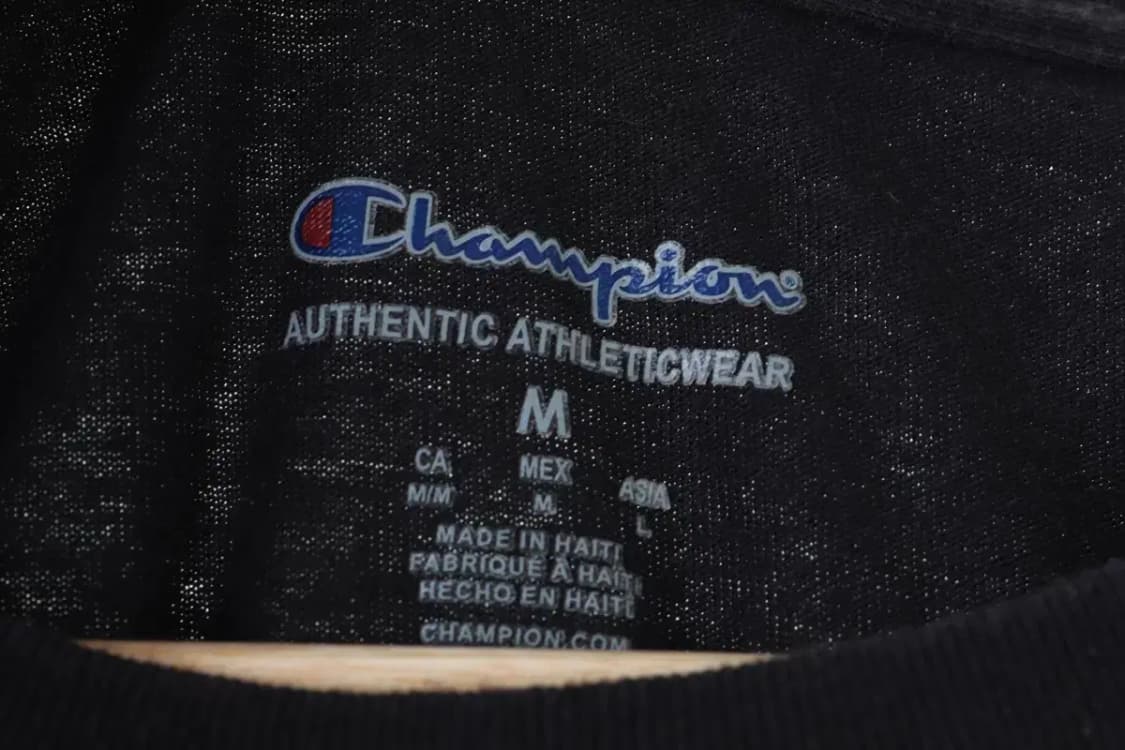 Champion®
AUTHENTIC ATHLETICWEAR
M
CA MEX ASIA
M/M M L
MADE IN HAITI
FABRIQUÉ À HAITI
HECHO EN HAITI
CHAMPION.COM